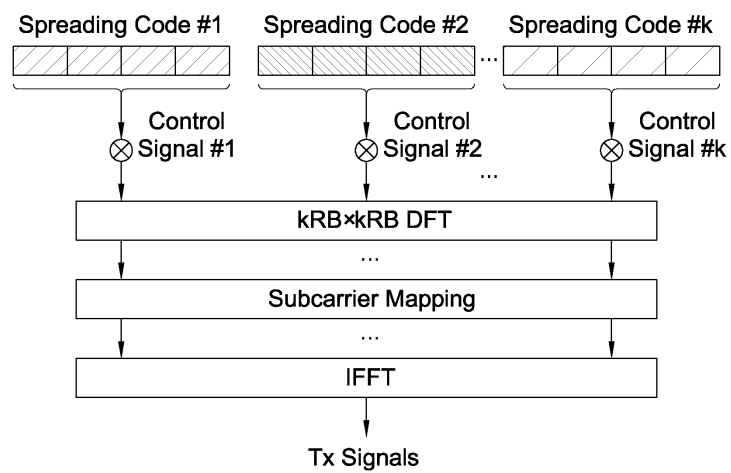 Spreading Code #1
Spreading Code #2
Spreading Code #k
...
Control
Signal #1
Control
Signal #2
Control
Signal #k
...
kRB×kRB DFT
...
Subcarrier Mapping
...
IFFT
Tx Signals